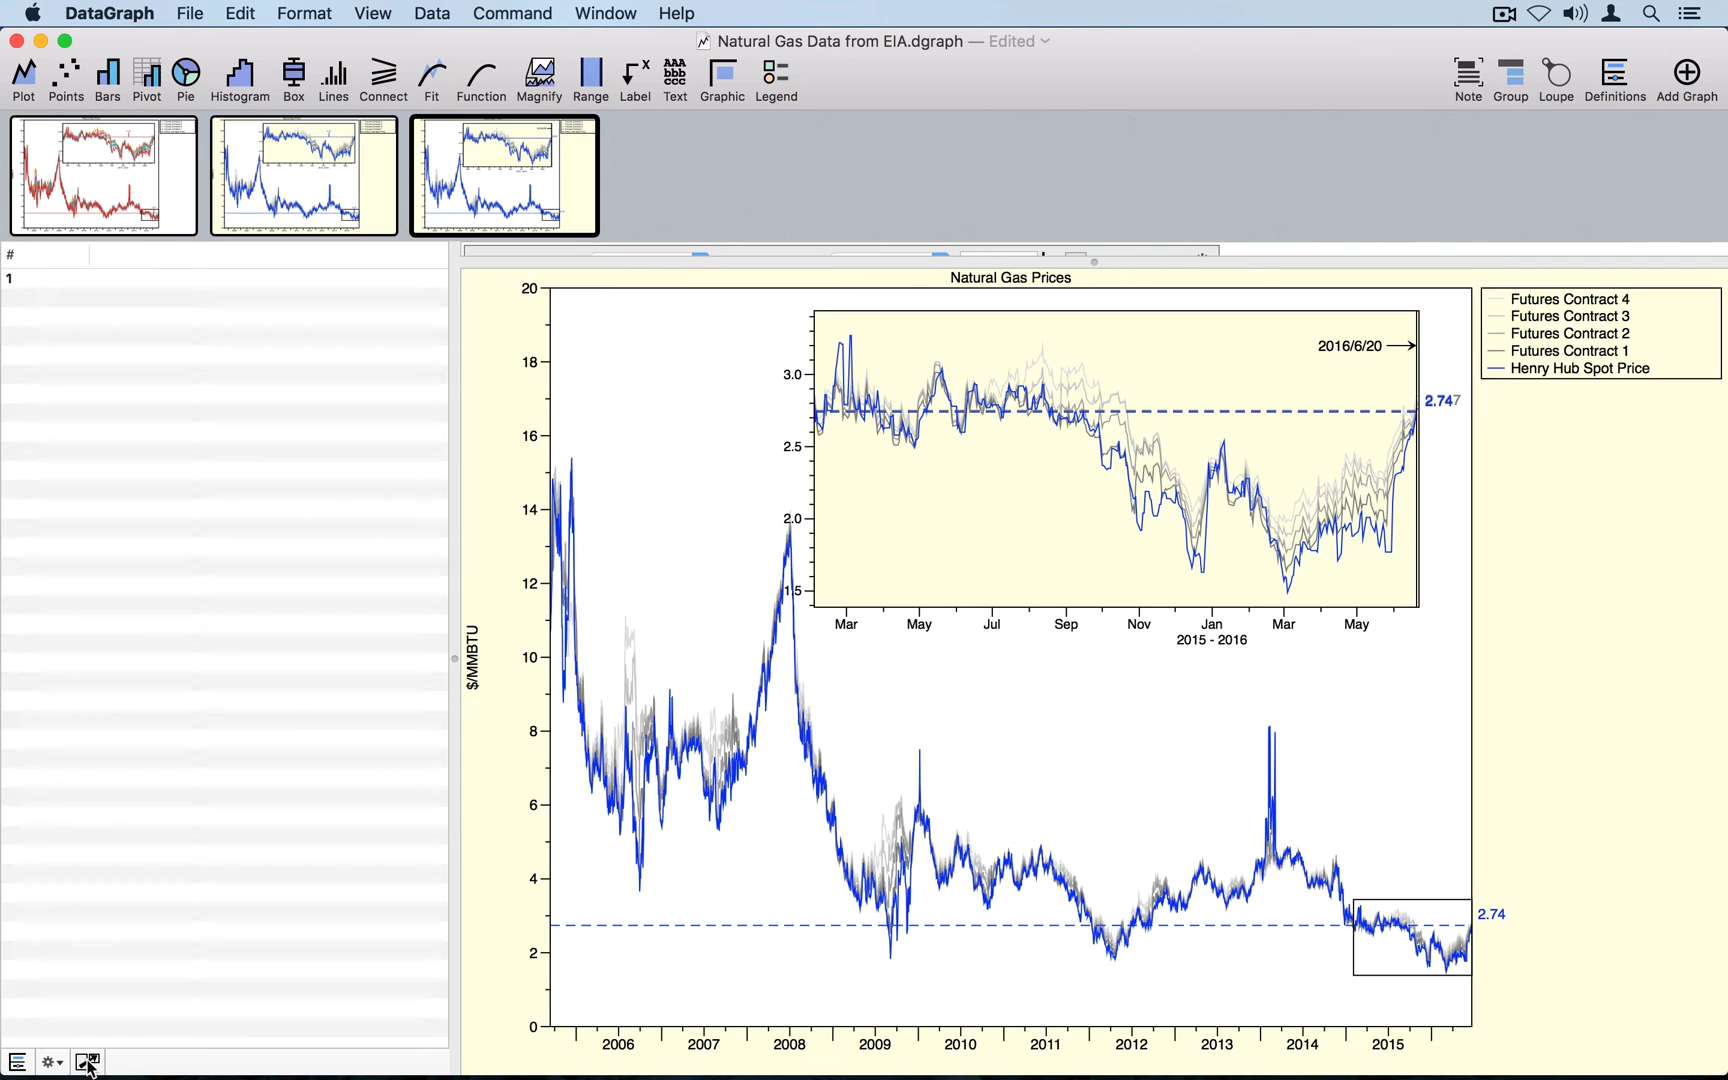 DataGraph File Edit Format View Data Command Window Help
Natural Gas Data from EIA.dgraph — Edited
Plot Points Bars Pivot Pie Histogram Box Lines Connect Fit Function Magnify Range Label Text Graphic Legend Note Group Loupe Definitions Add Graph
X
AAA
bbb
ccc
#
1
Natural Gas Prices
20
18
16
14
12
10
8
6
4
2
0
$/MMBTU
2006 2007 2008 2009 2010 2011 2012 2013 2014 2015
3.0
2.5
2.0
1.5
Mar May Jul Sep Nov Jan Mar May
2015 - 2016
2016/6/20
2.747
2.74
Futures Contract 4
Futures Contract 3
Futures Contract 2
Futures Contract 1
Henry Hub Spot Price